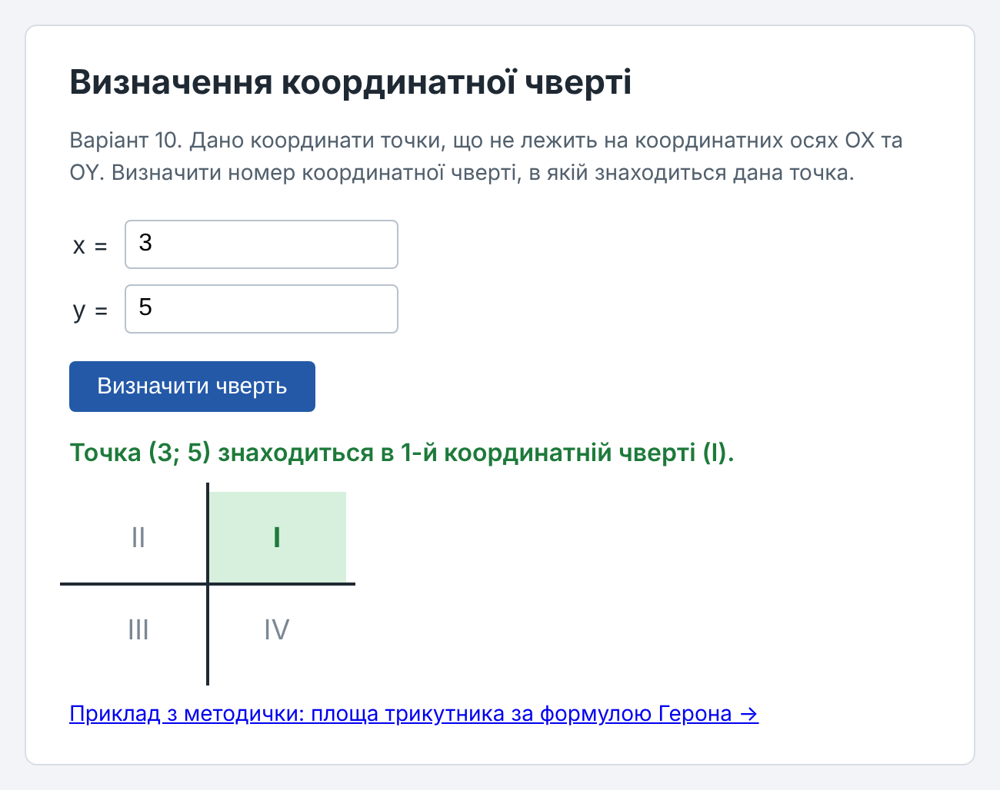 Визначення координатної чверті
Варіант 10. Дано координати точки, що не лежить на координатних осях OX та
OY. Визначити номер координатної чверті, в якій знаходиться дана точка.
x = 3
y = 5
Визначити чверть
Точка (3; 5) знаходиться в 1-й координатній чверті (I).
II I
III IV
Приклад з методички: площа трикутника за формулою Герона →